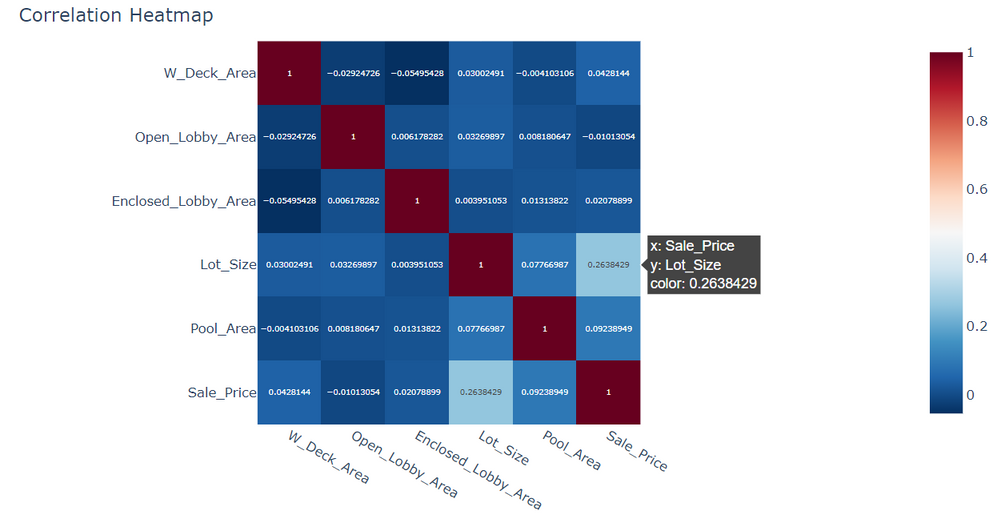 Correlation Heatmap
W_Deck_Area 1 −0.02924726 −0.05495428 0.03002491 −0.004103106 0.0428144
Open_Lobby_Area −0.02924726 1 0.006178282 0.03269897 0.008180647 −0.01013054
Enclosed_Lobby_Area −0.05495428 0.006178282 1 0.003951053 0.01313822 0.02078899
Lot_Size 0.03002491 0.03269897 0.003951053 1 0.07766987 0.2638429
Pool_Area −0.004103106 0.008180647 0.01313822 0.07766987 1 0.09238949
Sale_Price 0.0428144 −0.01013054 0.02078899 0.2638429 0.09238949 1
W_Deck_Area
Open_Lobby_Area
Enclosed_Lobby_Area
Lot_Size
Pool_Area
Sale_Price
x: Sale_Price
y: Lot_Size
color: 0.2638429
1
0.8
0.6
0.4
0.2
0